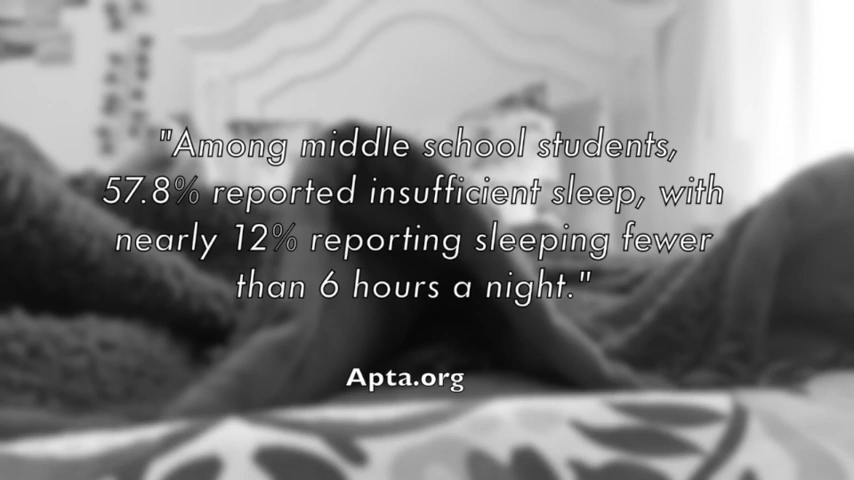 "Among middle school students,
57.8% reported insufficient sleep, with
nearly 12% reporting sleeping fewer
than 6 hours a night."
Apta.org